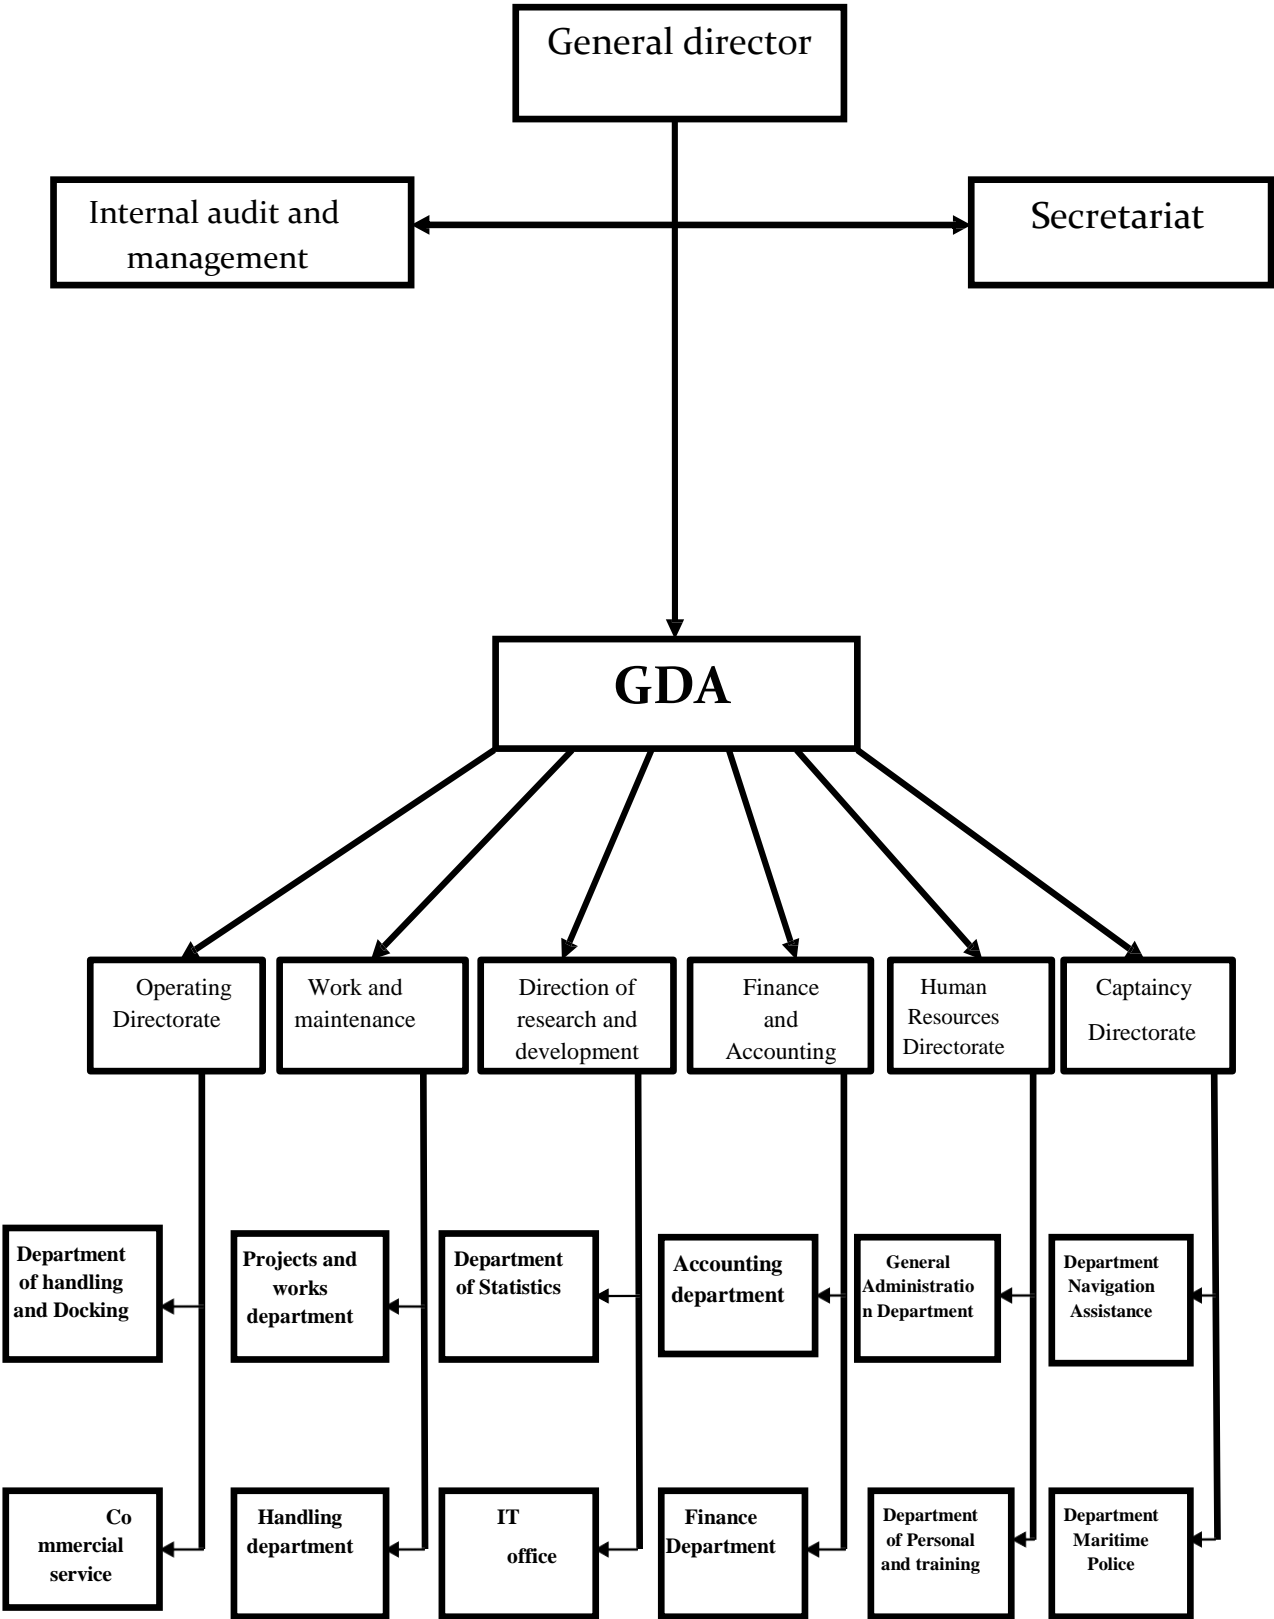 General director
Internal audit and
management
Secretariat
GDA
Operating
Directorate
Work and
maintenance
Direction of
research and
development
Finance
and
Accounting
Human
Resources
Directorate
Captaincy
Directorate
Department
of handling
and Docking
Projects and
works
department
Department
of Statistics
Accounting
department
General
Administratio
n Department
Department
Navigation
Assistance
Co
mmercial
service
Handling
department
IT
office
Finance
Department
Department
of Personal
and training
Department
Maritime
Police